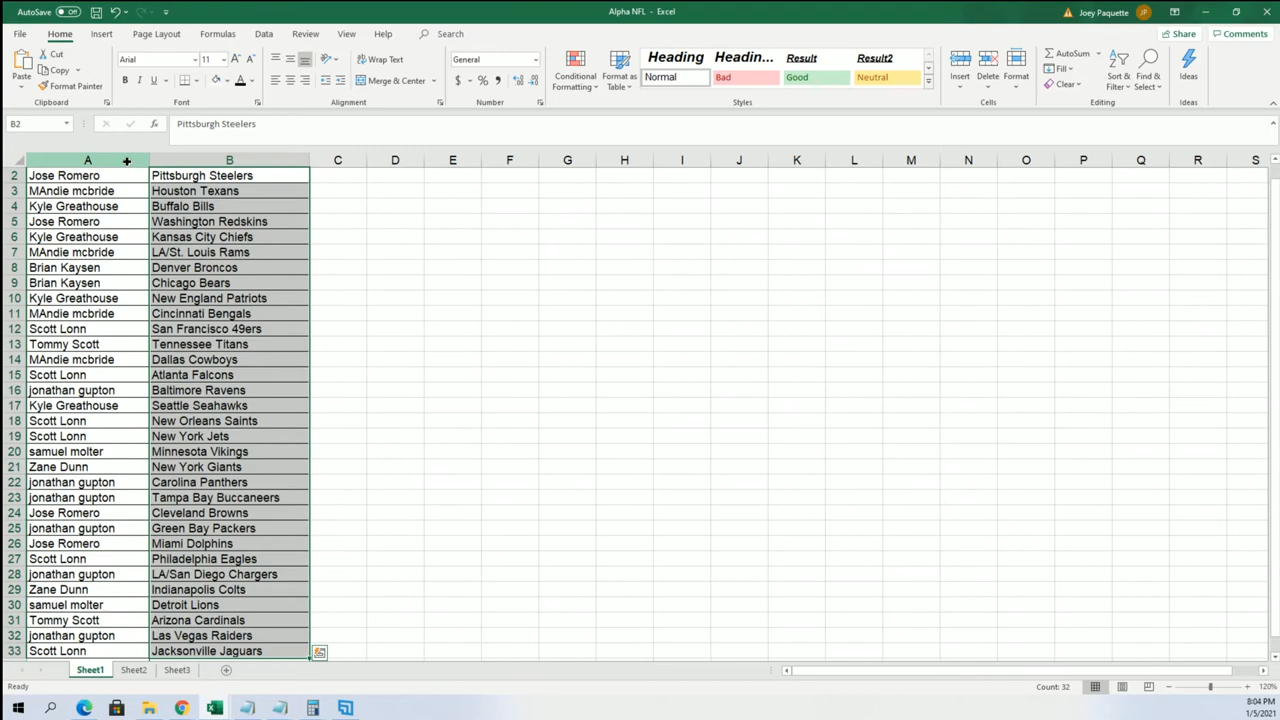 AutoSave Off Alpha NFL - Excel Joey Paquette JP
File Home Insert Page Layout Formulas Data Review View Help Search Share Comments
Paste Cut Copy Format Painter Clipboard
Arial 11 A A B I U A Font
Wrap Text Merge & Center Alignment
General $ % , Number
Conditional Formatting Format as Table
Heading Headin... Result Result2
Normal Bad Good Neutral
Styles
Insert Delete Format Cells
AutoSum Fill Clear Sort & Filter Find & Select Editing
Ideas Ideas
B2 fx Pittsburgh Steelers
A B C D E F G H I J K L M N O P Q R S
2 Jose Romero Pittsburgh Steelers
3 MAndie mcbride Houston Texans
4 Kyle Greathouse Buffalo Bills
5 Jose Romero Washington Redskins
6 Kyle Greathouse Kansas City Chiefs
7 MAndie mcbride LA/St. Louis Rams
8 Brian Kaysen Denver Broncos
9 Brian Kaysen Chicago Bears
10 Kyle Greathouse New England Patriots
11 MAndie mcbride Cincinnati Bengals
12 Scott Lonn San Francisco 49ers
13 Tommy Scott Tennessee Titans
14 MAndie mcbride Dallas Cowboys
15 Scott Lonn Atlanta Falcons
16 jonathan gupton Baltimore Ravens
17 Kyle Greathouse Seattle Seahawks
18 Scott Lonn New Orleans Saints
19 Scott Lonn New York Jets
20 samuel molter Minnesota Vikings
21 Zane Dunn New York Giants
22 jonathan gupton Carolina Panthers
23 jonathan gupton Tampa Bay Buccaneers
24 Jose Romero Cleveland Browns
25 jonathan gupton Green Bay Packers
26 Jose Romero Miami Dolphins
27 Scott Lonn Philadelphia Eagles
28 jonathan gupton LA/San Diego Chargers
29 Zane Dunn Indianapolis Colts
30 samuel molter Detroit Lions
31 Tommy Scott Arizona Cardinals
32 jonathan gupton Las Vegas Raiders
33 Scott Lonn Jacksonville Jaguars
Sheet1 Sheet2 Sheet3
Ready Count: 32 120%
8:04 PM
1/5/2021